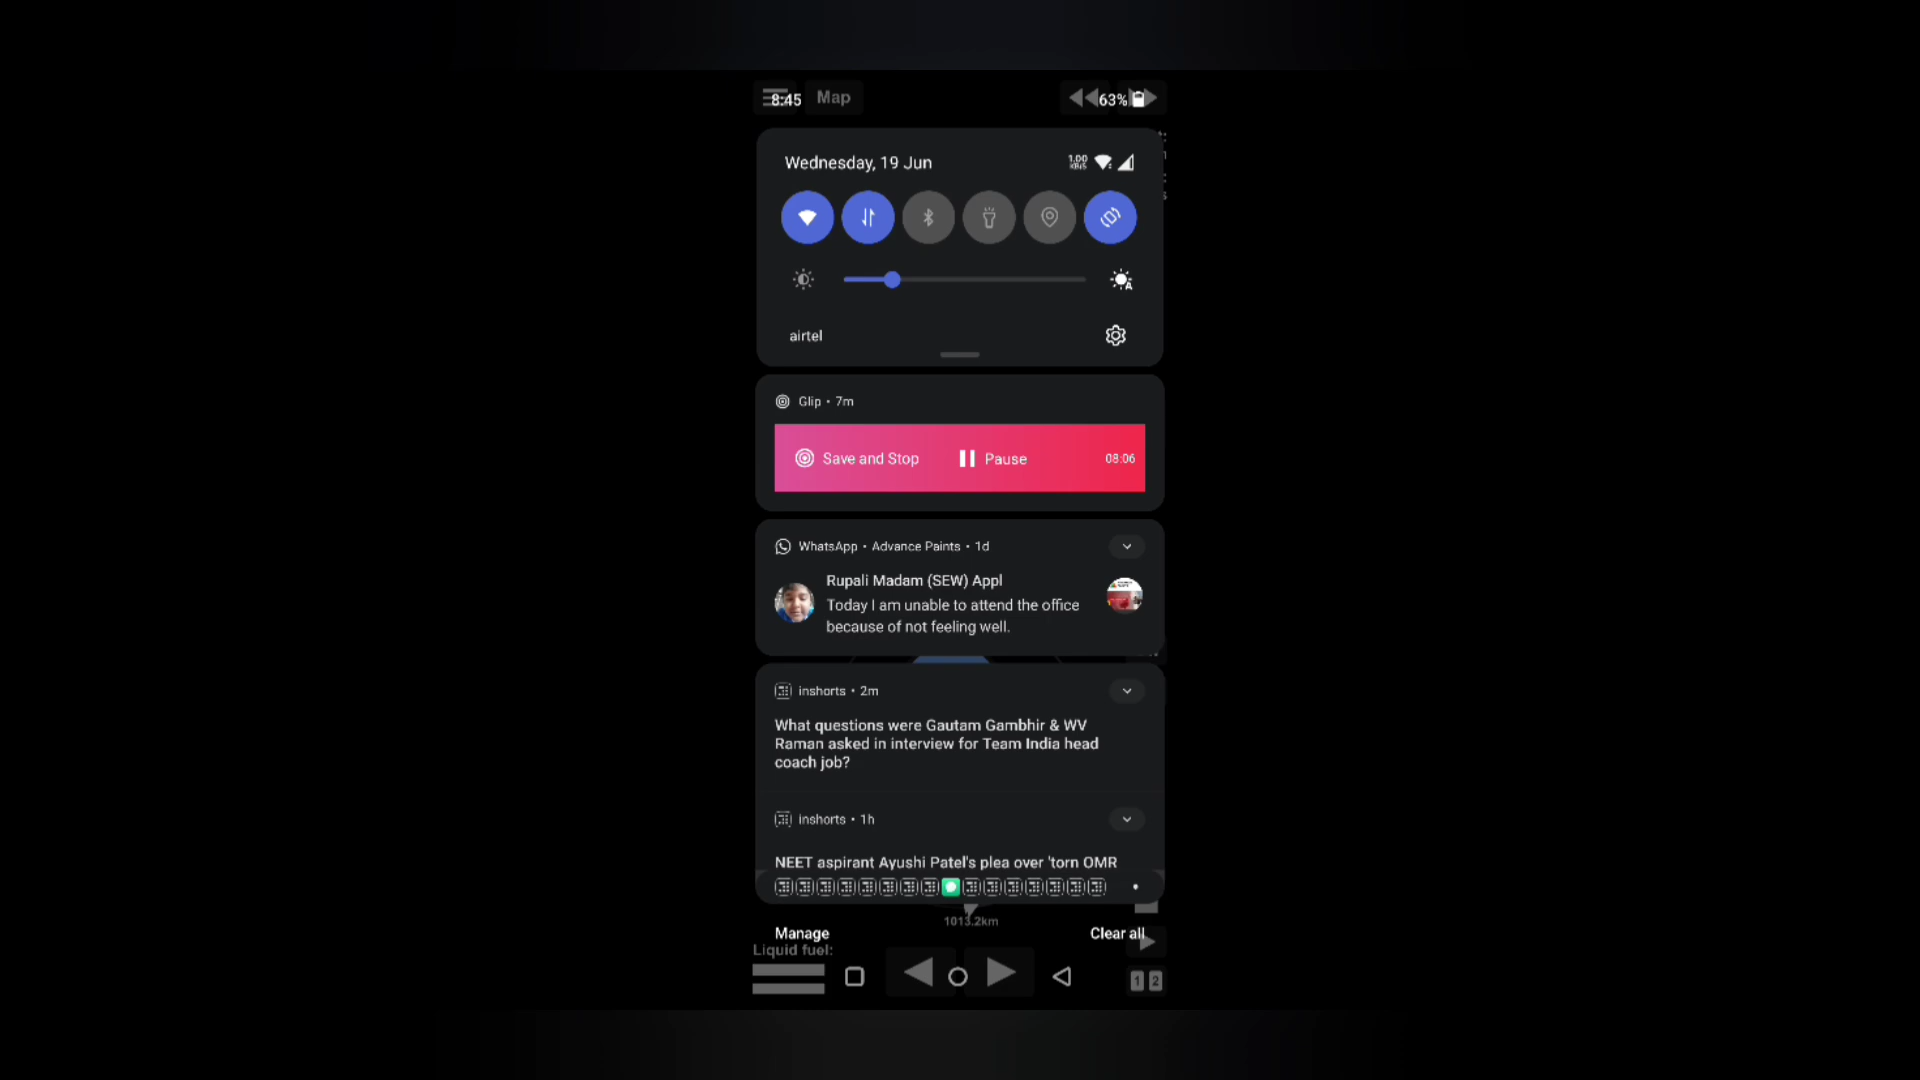 8:45 Map 63%
Wednesday, 19 Jun 1.00 KB/S
A
airtel
Glip • 7m
Save and Stop Pause 08:06
WhatsApp • Advance Paints • 1d
Rupali Madam (SEW) Appl
Today I am unable to attend the office
because of not feeling well.
inshorts • 2m
What questions were Gautam Gambhir & WV
Raman asked in interview for Team India head
coach job?
inshorts • 1h
NEET aspirant Ayushi Patel's plea over 'torn OMR
1013.2km
Manage Clear all
Liquid fuel:
1 2